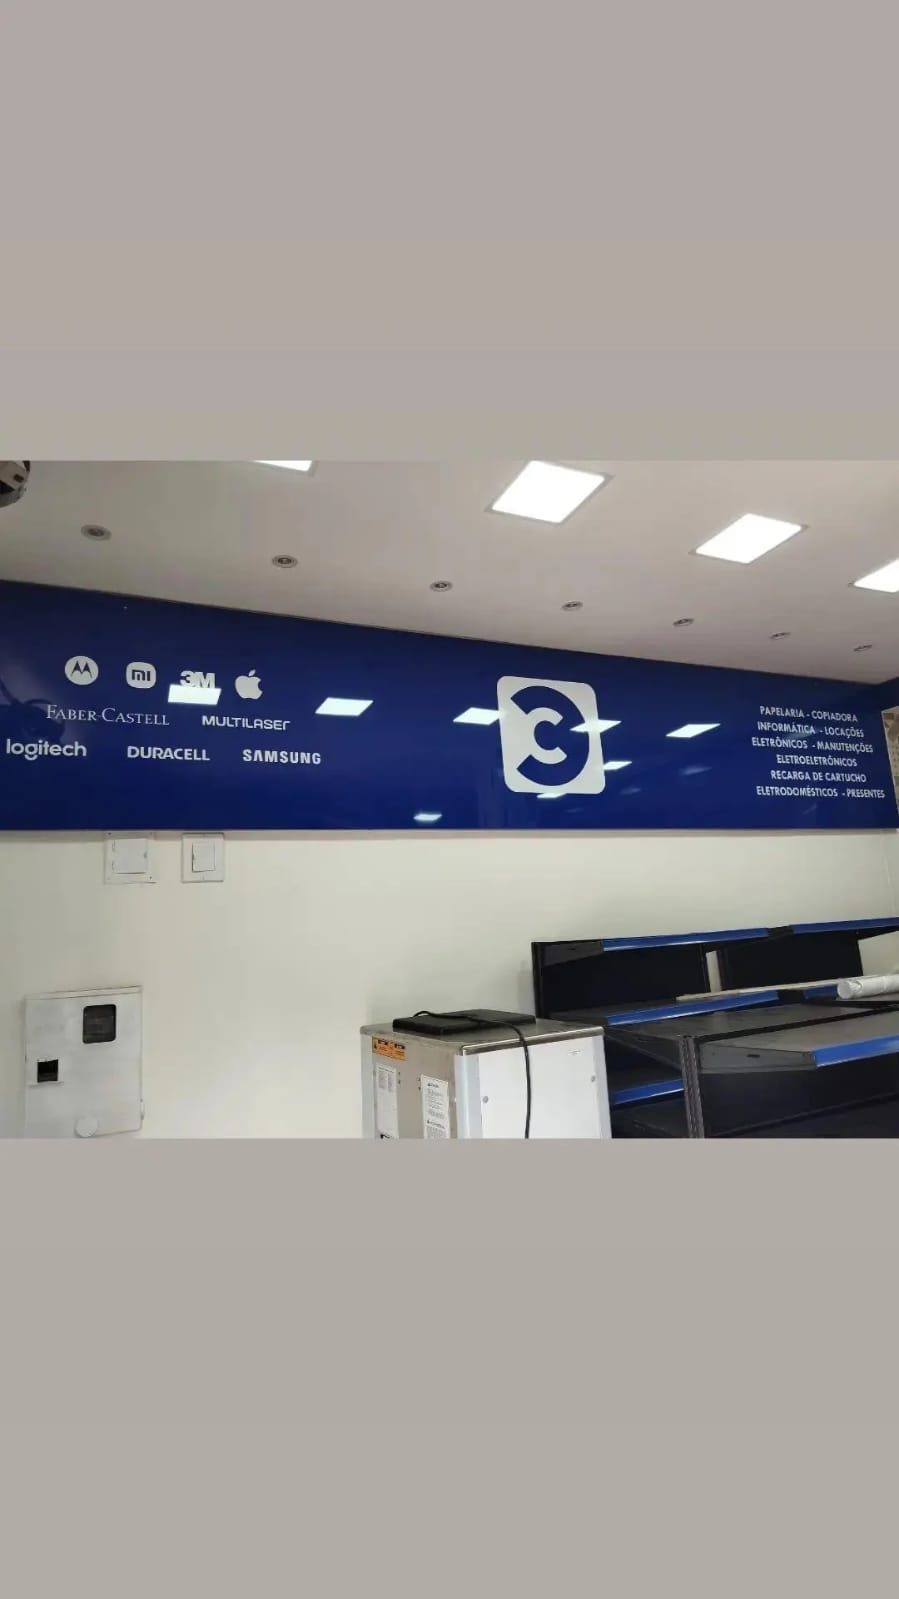 mi 3M
FABER-CASTELL MULTILASER
logitech DURACELL SAMSUNG
C
PAPELARIA - COPIADORA
INFORMÁTICA - LOCAÇÕES
ELETRÔNICOS - MANUTENÇÕES
ELETROELETRÔNICOS
RECARGA DE CARTUCHO
ELETRODOMÉSTICOS - PRESENTES